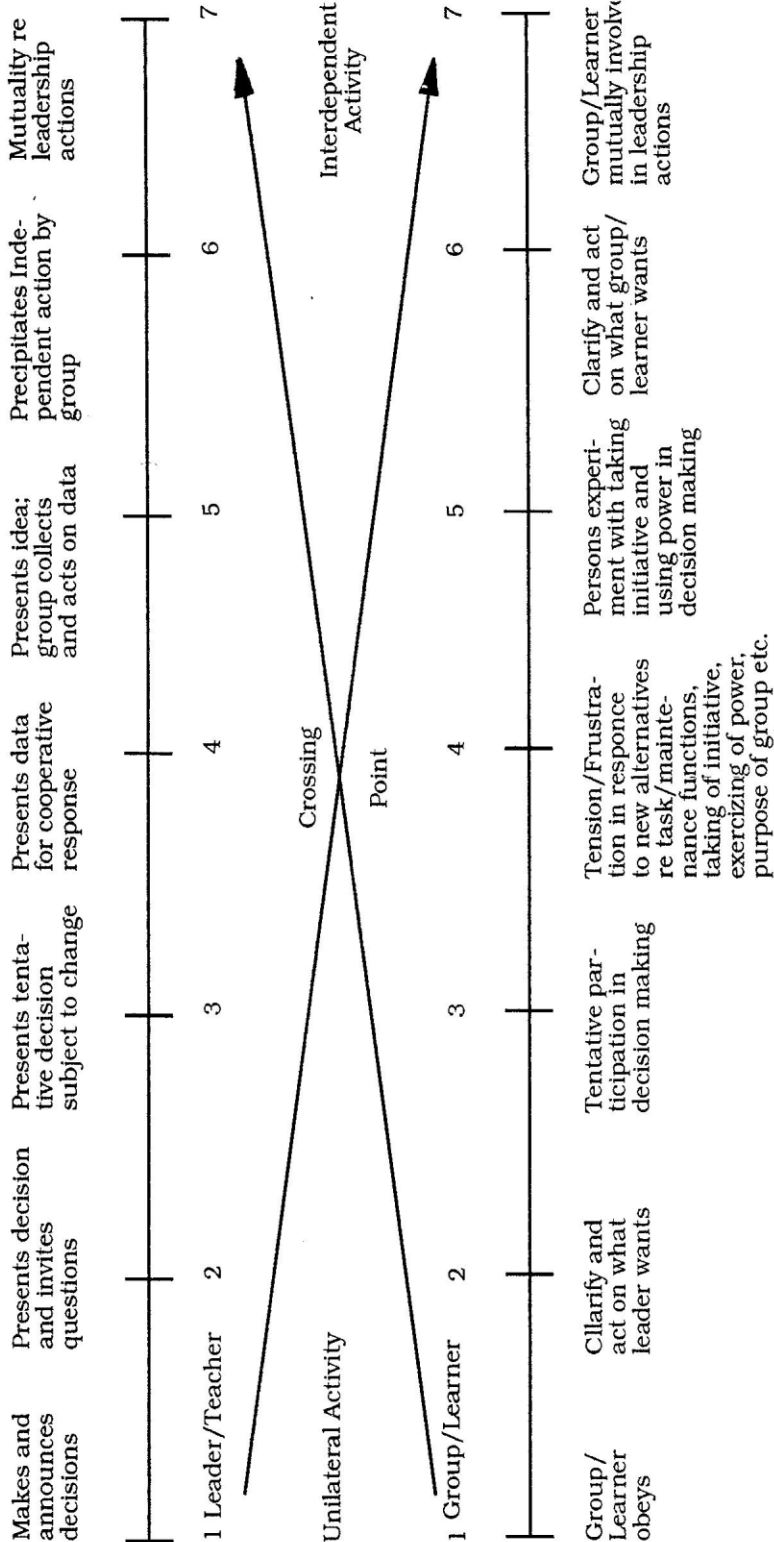 Makes and
announces
decisions
Presents decision
and invites
questions
Presents tenta-
tive decision
subject to change
Presents data
for cooperative
response
Presents idea;
group collects
and acts on data
Precipitates Inde-
pendent action by
group
Mutuality re
leadership
actions
1 Leader/Teacher
2
3
4
5
6
7
Unilateral Activity
Crossing
Point
Interdependent
Activity
1 Group/Learner
2
3
4
5
6
7
Group/
Learner
obeys
Cllarify and
act on what
leader wants
Tentative par-
ticipation in
decision making
Tension/Frustra-
tion in responce
to new alternatives
re task/mainte-
nance functions,
taking of initiative,
exercizing of power,
purpose of group etc.
Persons experi-
ment with taking
initiative and
using power in
decision making
Clarify and act
on what group/
learner wants
Group/Learner
mutually involve
in leadership
actions